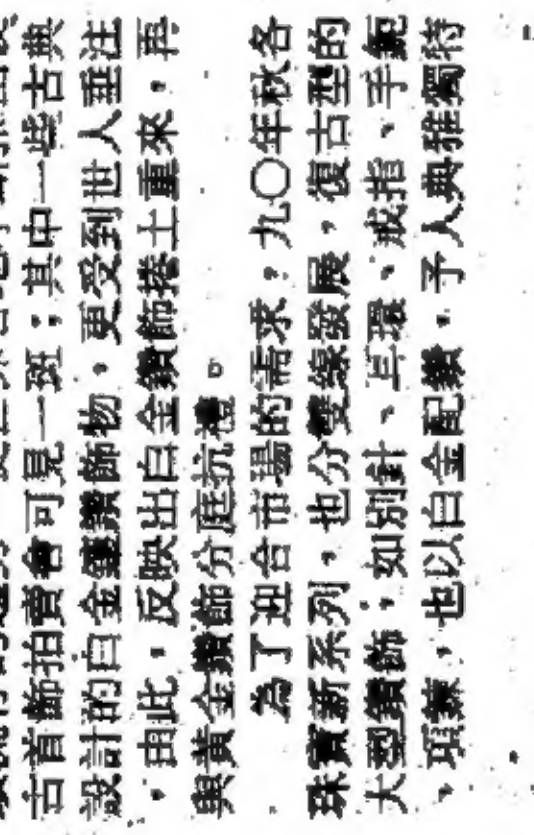 古首飾拍賣會可見一斑；其中一些古典
設計的白金鑲鑽飾物，更受到世人垂注
，由此，反映出白金鑽飾捲土重來，再
與黃金鑽飾分庭抗禮。
為了迎合市場的需求，九〇年秋各
珠寶新系列，也分雙線發展，復古型的
大型鑽飾，如別針、耳環、戒指、手鐲
、項鍊，也以白金配鑽，予人典雅獨特